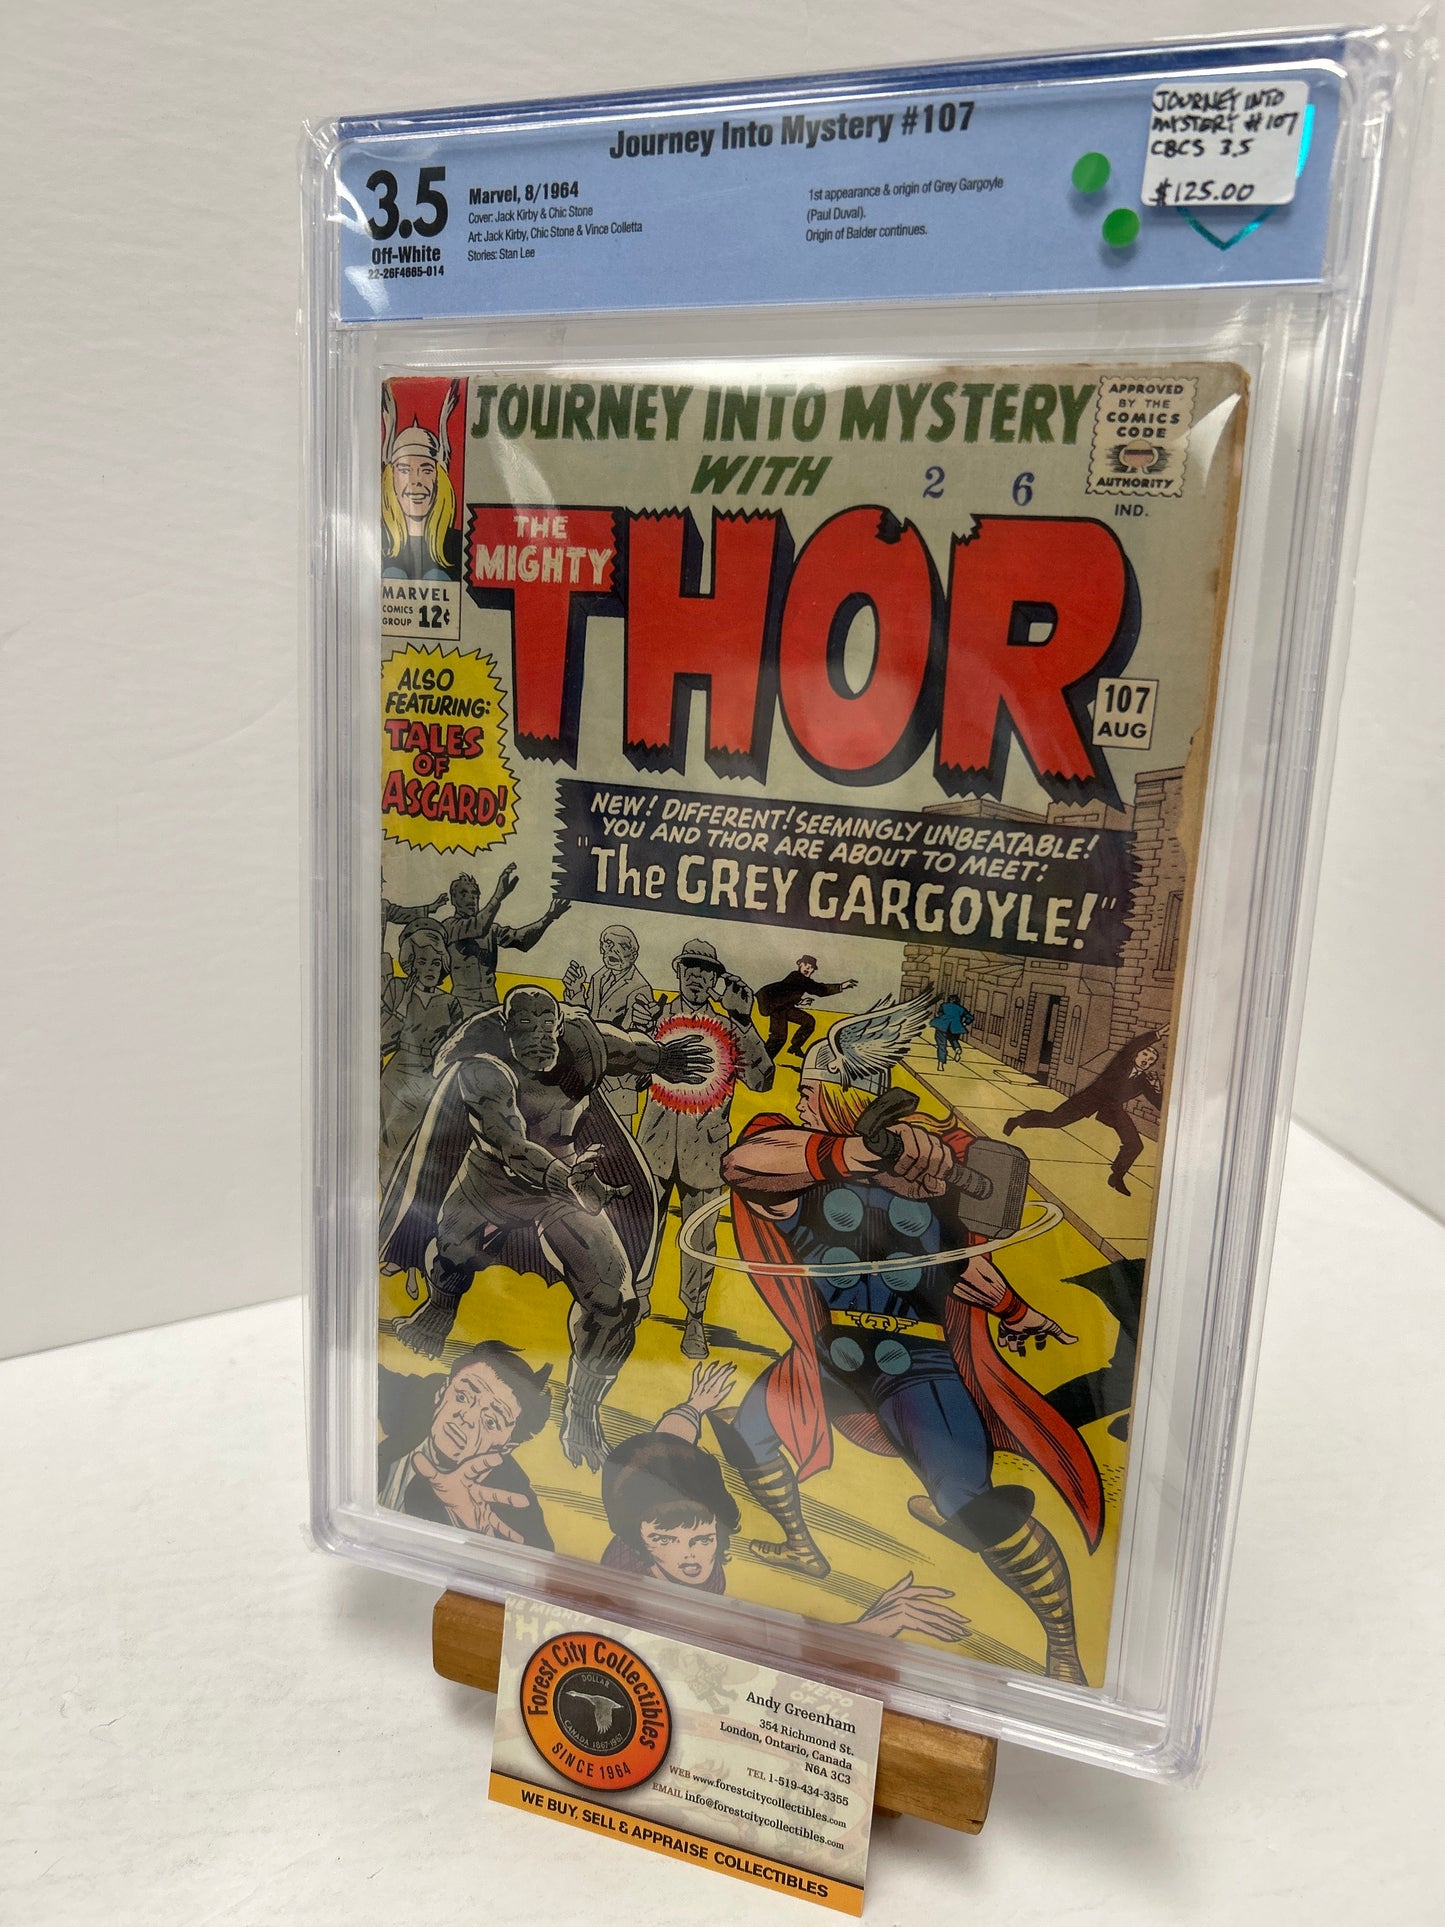 Journey Into Mystery #107
3.5
Off-White
22-26F4665-014
Marvel, 8/1964
Cover: Jack Kirby & Chic Stone
Art: Jack Kirby, Chic Stone & Vince Colletta
Stories: Stan Lee
1st appearance & origin of Grey Gargoyle
(Paul Duval).
Origin of Balder continues.
JOURNEY INTO
MYSTERY #107
CBCS 3.5
$125.00
JOURNEY INTO MYSTERY
WITH
2 6
THE
MIGHTY
THOR
APPROVED
BY THE
COMICS
CODE
AUTHORITY
IND.
MARVEL
COMICS
GROUP 12¢
ALSO
FEATURING:
TALES
OF
ASGARD!
107
AUG
NEW! DIFFERENT! SEEMINGLY UNBEATABLE!
YOU AND THOR ARE ABOUT TO MEET:
"The GREY GARGOYLE!"
Forest City Collectibles
DOLLAR
CANADA 1867-1967
SINCE 1964
Andy Greenham
354 Richmond St.
London, Ontario, Canada
N6A 3C3
TEL 1-519-434-3355
WEB www.forestcitycollectibles.com
EMAIL info@forestcitycollectibles.com
WE BUY, SELL & APPRAISE COLLECTIBLES